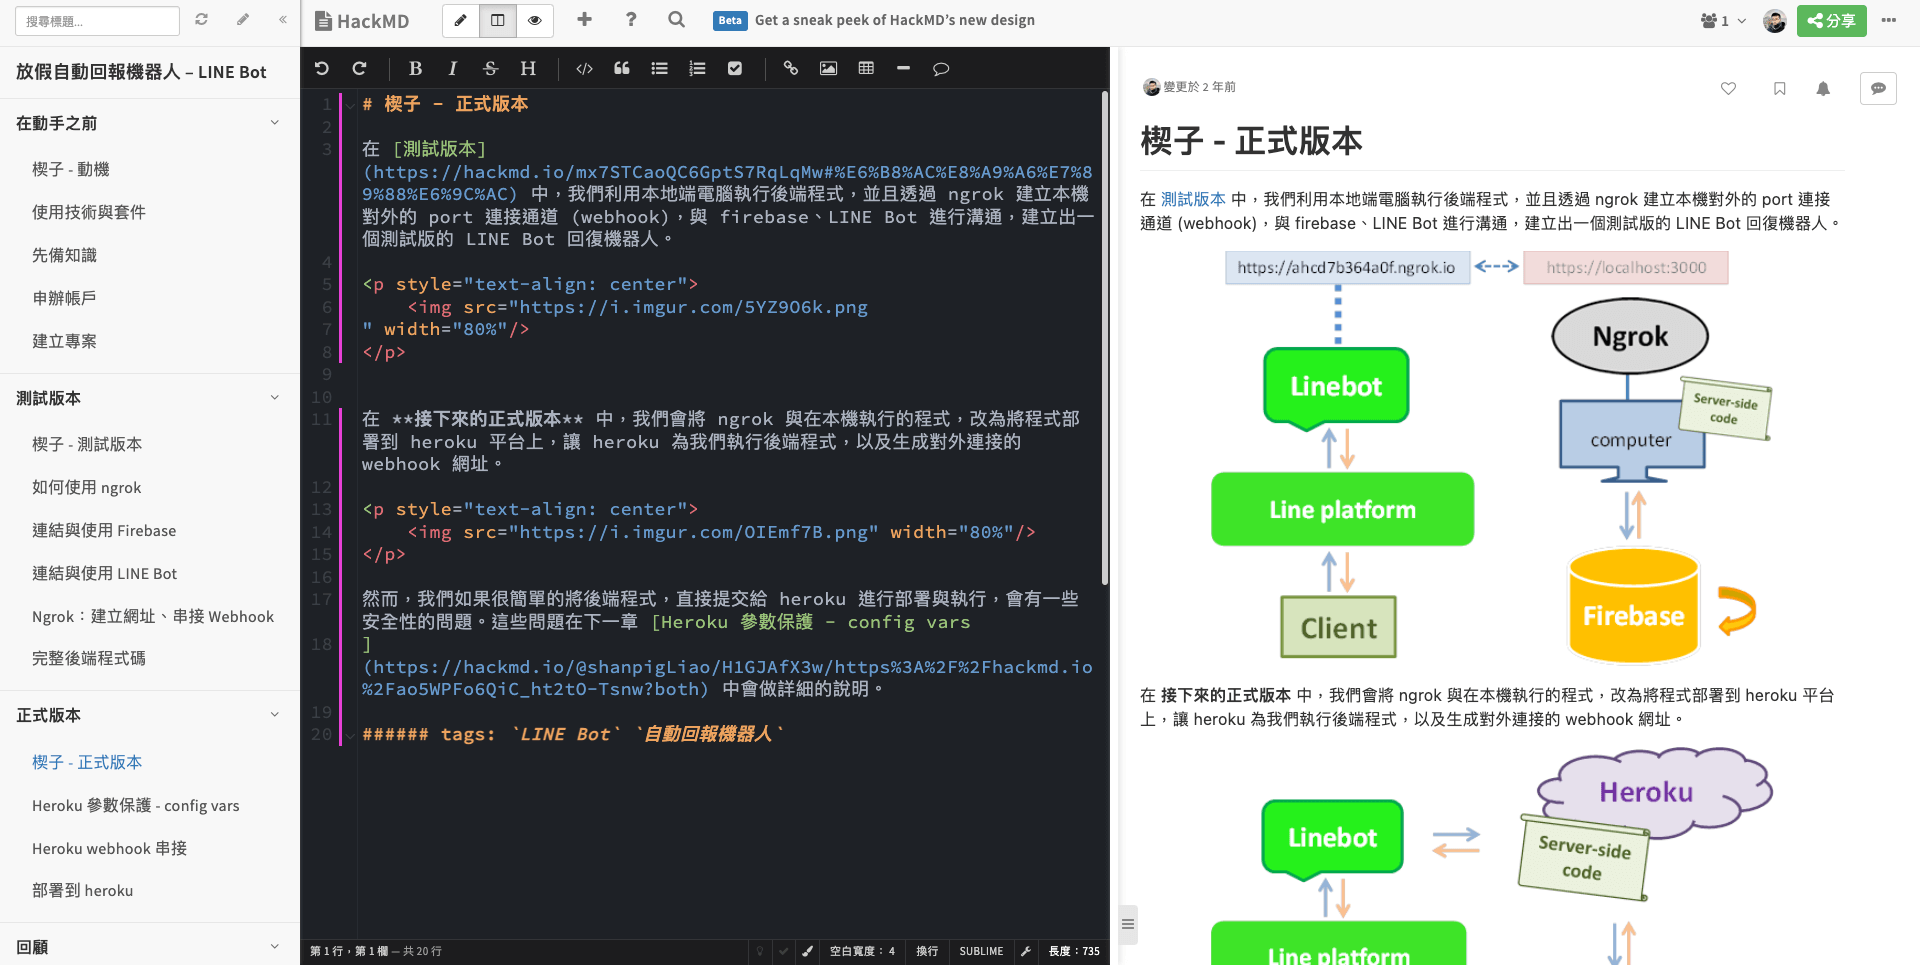 搜尋標題...
放假自動回報機器人 – LINE Bot
在動手之前
楔子 - 動機
使用技術與套件
先備知識
申辦帳戶
建立專案
測試版本
楔子 - 測試版本
如何使用 ngrok
連結與使用 Firebase
連結與使用 LINE Bot
Ngrok：建立網址、串接 Webhook
完整後端程式碼
正式版本
楔子 - 正式版本
Heroku 參數保護 - config vars
Heroku webhook 串接
部署到 heroku
回顧
HackMD
Beta Get a sneak peek of HackMD's new design
1
分享
1 # 楔子 - 正式版本
2
3 在 [測試版本]
(https://hackmd.io/mx7STCaoQC6GptS7RqLqMw#%E6%B8%AC%E8%A9%A6%E7%8
9%88%E6%9C%AC) 中，我們利用本地端電腦執行後端程式，並且透過 ngrok 建立本機
對外的 port 連接通道 (webhook)，與 firebase、LINE Bot 進行溝通，建立出一
個測試版的 LINE Bot 回復機器人。
4
5 <p style="text-align: center">
6 <img src="https://i.imgur.com/5YZ9O6k.png
7 " width="80%"/>
8 </p>
9
10
11 在 **接下來的正式版本** 中，我們會將 ngrok 與在本機執行的程式，改為將程式部
署到 heroku 平台上，讓 heroku 為我們執行後端程式，以及生成對外連接的
webhook 網址。
12
13 <p style="text-align: center">
14 <img src="https://i.imgur.com/OIEmf7B.png" width="80%"/>
15 </p>
16
17 然而，我們如果很簡單的將後端程式，直接提交給 heroku 進行部署與執行，會有一些
安全性的問題。這些問題在下一章 [Heroku 參數保護 - config vars
18 ]
(https://hackmd.io/@shanpigLiao/H1GJAfX3w/https%3A%2F%2Fhackmd.io
%2Fao5WPFo6QiC_ht2tO-Tsnw?both) 中會做詳細的說明。
19
20 ###### tags: `LINE Bot` `自動回報機器人`
第 1 行，第 1 欄 — 共 20 行
空白寬度： 4
換行
SUBLIME
長度：735
變更於 2 年前
楔子 - 正式版本
在 測試版本 中，我們利用本地端電腦執行後端程式，並且透過 ngrok 建立本機對外的 port 連接
通道 (webhook)，與 firebase、LINE Bot 進行溝通，建立出一個測試版的 LINE Bot 回復機器人。
https://ahcd7b364a0f.ngrok.io
https://localhost:3000
Ngrok
Linebot
Server-side
code
computer
Line platform
Firebase
Client
在 接下來的正式版本 中，我們會將 ngrok 與在本機執行的程式，改為將程式部署到 heroku 平台
上，讓 heroku 為我們執行後端程式，以及生成對外連接的 webhook 網址。
Heroku
Linebot
Server-side
code
Line platform